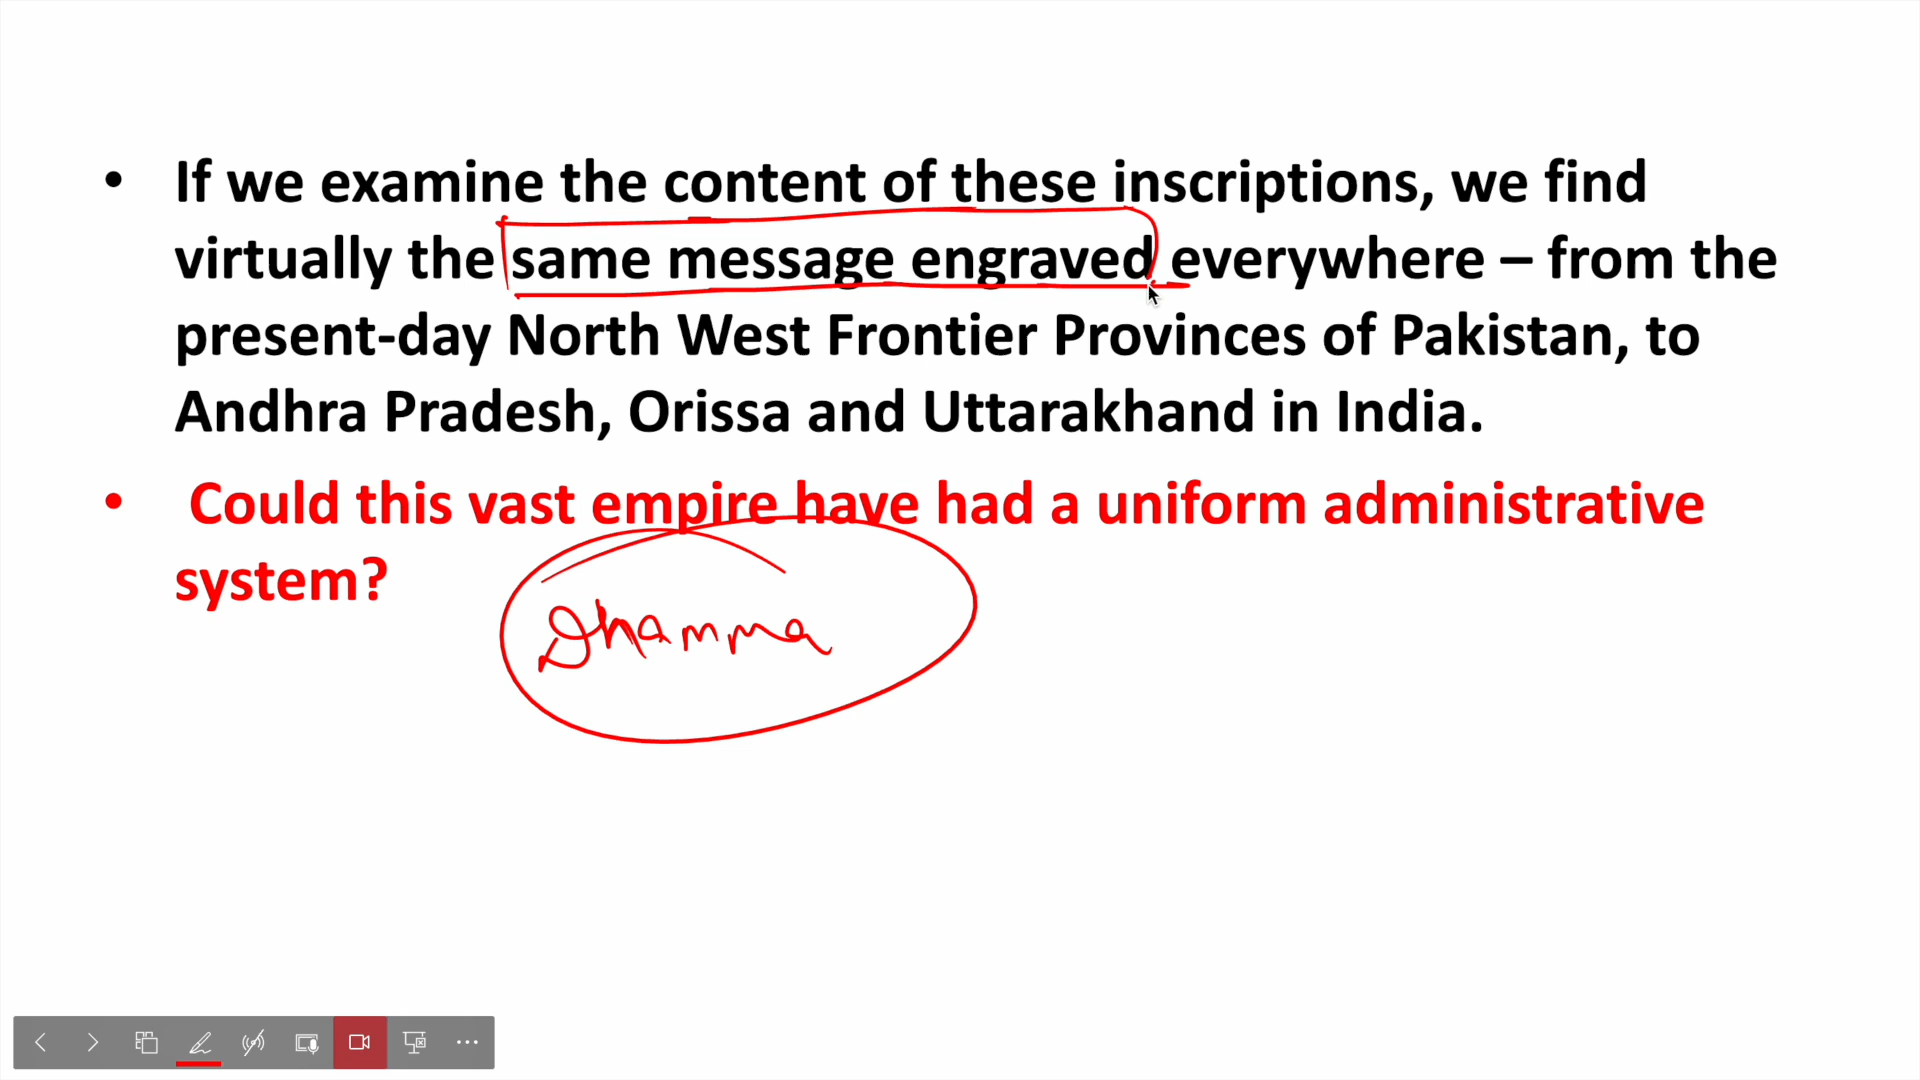 • If we examine the content of these inscriptions, we find
virtually the same message engraved everywhere – from the
present-day North West Frontier Provinces of Pakistan, to
Andhra Pradesh, Orissa and Uttarakhand in India.
• Could this vast empire have had a uniform administrative
system?
Dhamma